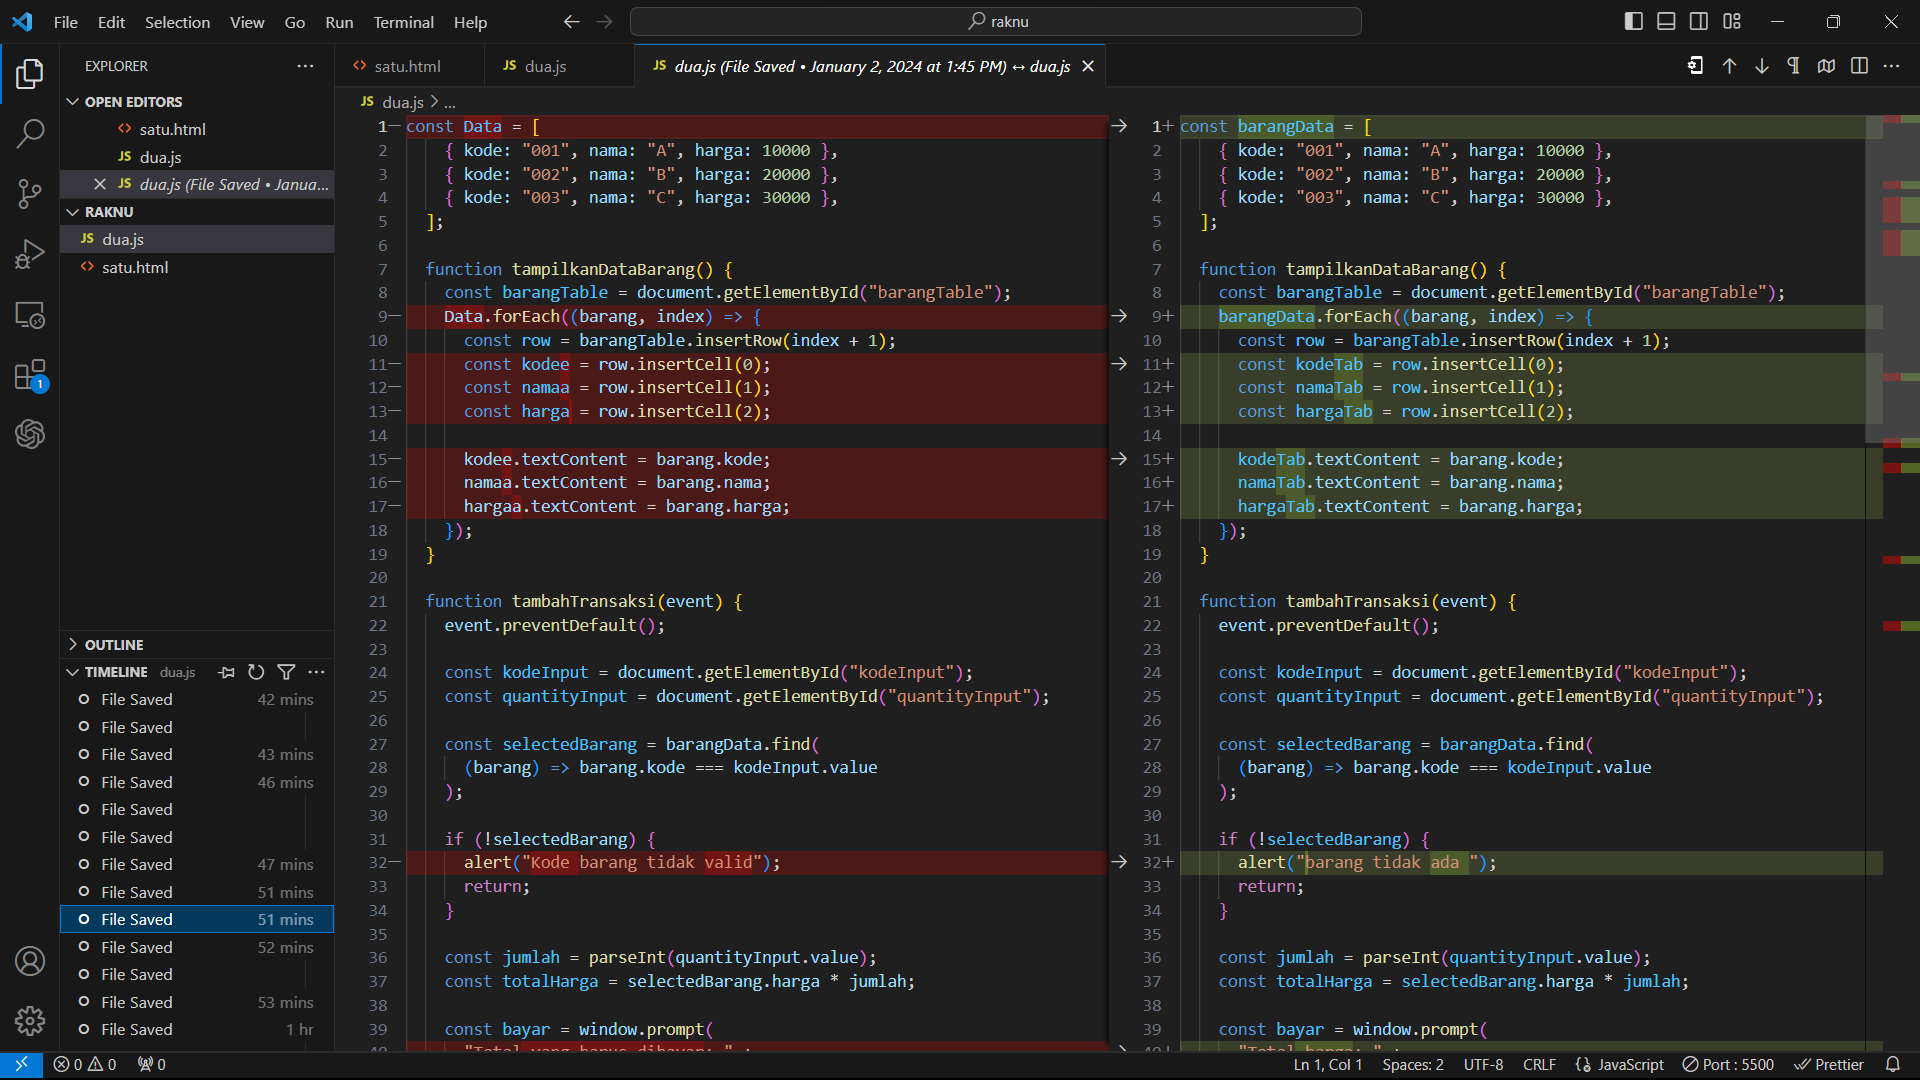 File Edit Selection View Go Run Terminal Help
raknu
EXPLORER
OPEN EDITORS
satu.html
JS dua.js
JS dua.js (File Saved • Janua...
RAKNU
JS dua.js
satu.html
OUTLINE
TIMELINE dua.js
File Saved 42 mins
File Saved
File Saved 43 mins
File Saved 46 mins
File Saved
File Saved
File Saved 47 mins
File Saved 51 mins
File Saved 51 mins
File Saved 52 mins
File Saved
File Saved 53 mins
File Saved 1 hr
1
satu.html
JS dua.js
JS dua.js (File Saved • January 2, 2024 at 1:45 PM) ↔ dua.js
JS dua.js > ...
1— const Data = [
2 { kode: "001", nama: "A", harga: 10000 },
3 { kode: "002", nama: "B", harga: 20000 },
4 { kode: "003", nama: "C", harga: 30000 },
5 ];
6
7 function tampilkanDataBarang() {
8 const barangTable = document.getElementById("barangTable");
9— Data.forEach((barang, index) => {
10 const row = barangTable.insertRow(index + 1);
11— const kodee = row.insertCell(0);
12— const namaa = row.insertCell(1);
13— const harga = row.insertCell(2);
14
15— kodee.textContent = barang.kode;
16— namaa.textContent = barang.nama;
17— hargaa.textContent = barang.harga;
18 });
19 }
20
21 function tambahTransaksi(event) {
22 event.preventDefault();
23
24 const kodeInput = document.getElementById("kodeInput");
25 const quantityInput = document.getElementById("quantityInput");
26
27 const selectedBarang = barangData.find(
28 (barang) => barang.kode === kodeInput.value
29 );
30
31 if (!selectedBarang) {
32— alert("Kode barang tidak valid");
33 return;
34 }
35
36 const jumlah = parseInt(quantityInput.value);
37 const totalHarga = selectedBarang.harga * jumlah;
38
39 const bayar = window.prompt(
40— "Total yang harus dibayar: " +
1+ const barangData = [
2 { kode: "001", nama: "A", harga: 10000 },
3 { kode: "002", nama: "B", harga: 20000 },
4 { kode: "003", nama: "C", harga: 30000 },
5 ];
6
7 function tampilkanDataBarang() {
8 const barangTable = document.getElementById("barangTable");
9+ barangData.forEach((barang, index) => {
10 const row = barangTable.insertRow(index + 1);
11+ const kodeTab = row.insertCell(0);
12+ const namaTab = row.insertCell(1);
13+ const hargaTab = row.insertCell(2);
14
15+ kodeTab.textContent = barang.kode;
16+ namaTab.textContent = barang.nama;
17+ hargaTab.textContent = barang.harga;
18 });
19 }
20
21 function tambahTransaksi(event) {
22 event.preventDefault();
23
24 const kodeInput = document.getElementById("kodeInput");
25 const quantityInput = document.getElementById("quantityInput");
26
27 const selectedBarang = barangData.find(
28 (barang) => barang.kode === kodeInput.value
29 );
30
31 if (!selectedBarang) {
32+ alert("barang tidak ada ");
33 return;
34 }
35
36 const jumlah = parseInt(quantityInput.value);
37 const totalHarga = selectedBarang.harga * jumlah;
38
39 const bayar = window.prompt(
40+ "Total harga: " +
0 0 0
Ln 1, Col 1 Spaces: 2 UTF-8 CRLF JavaScript Port : 5500 Prettier